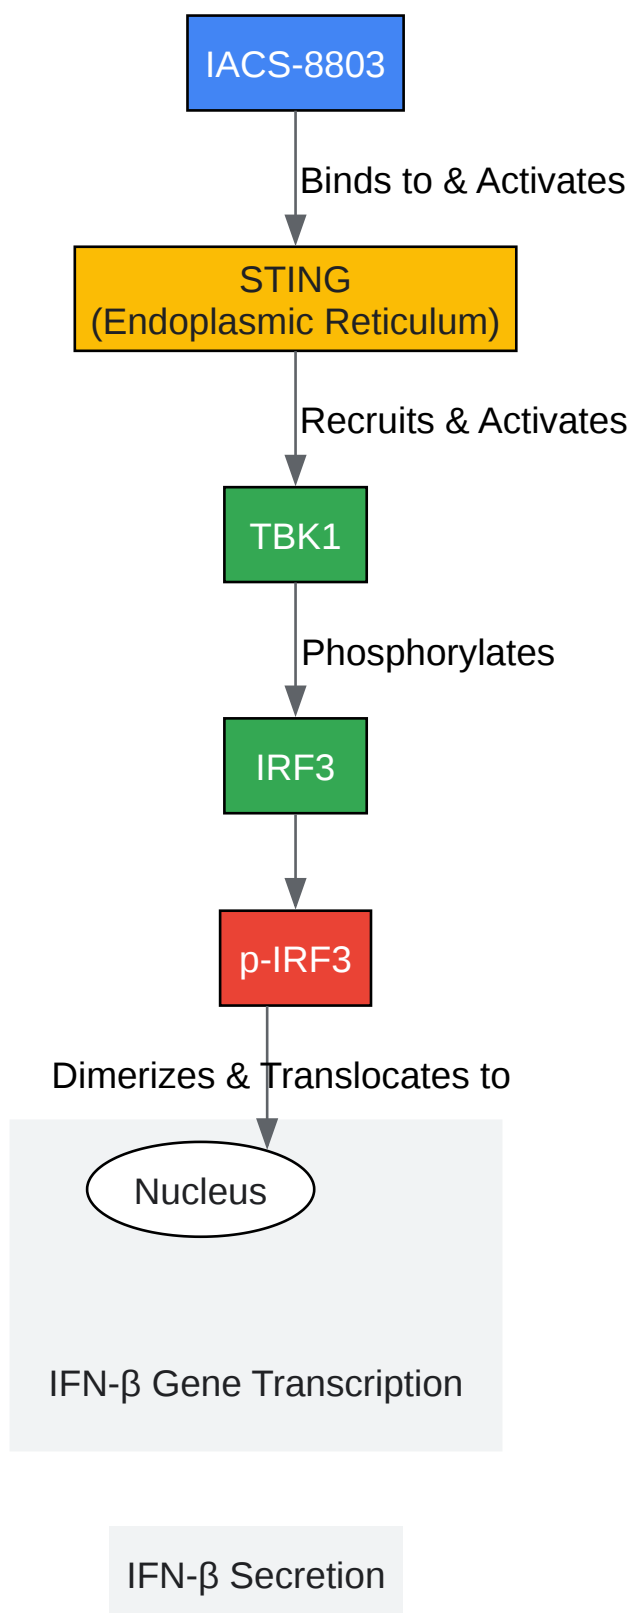 IACS-8803
Binds to & Activates
STING
(Endoplasmic Reticulum)
Recruits & Activates
TBK1
Phosphorylates
IRF3
p-IRF3
Dimerizes & Translocates to
Nucleus
IFN-β Gene Transcription
IFN-β Secretion